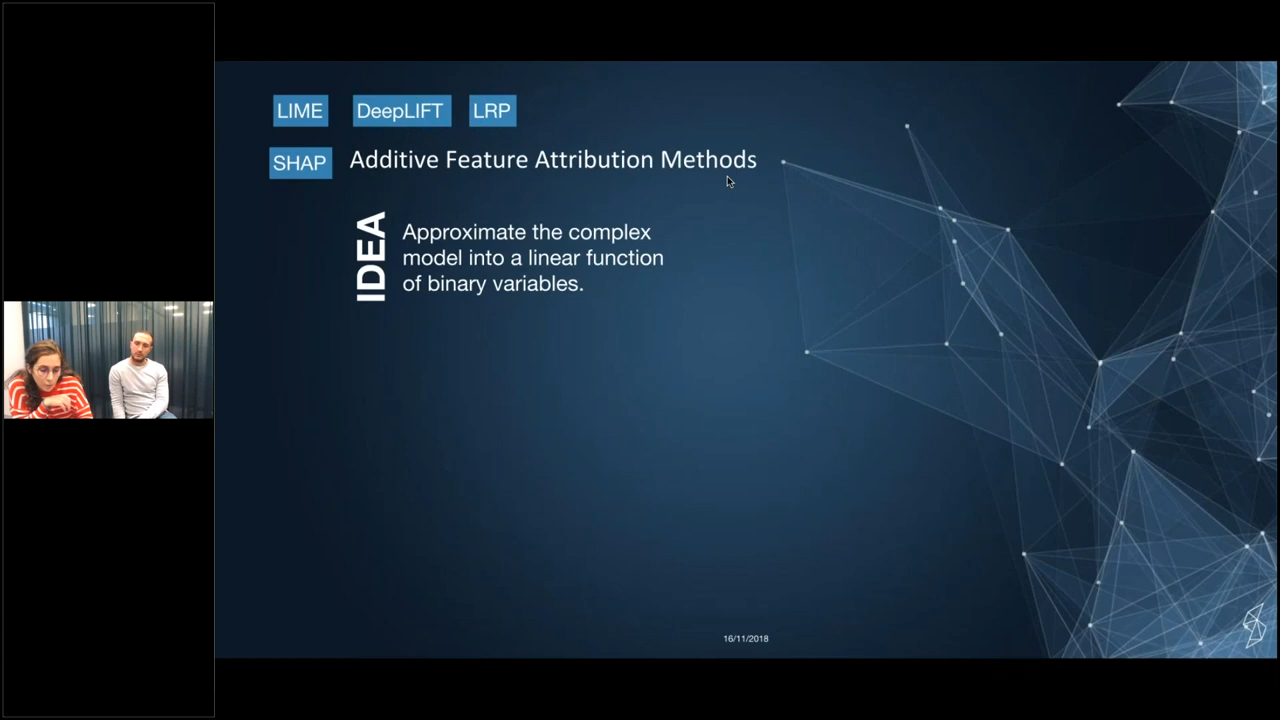 LIME DeepLIFT LRP
SHAP Additive Feature Attribution Methods
IDEA
Approximate the complex
model into a linear function
of binary variables.
16/11/2018